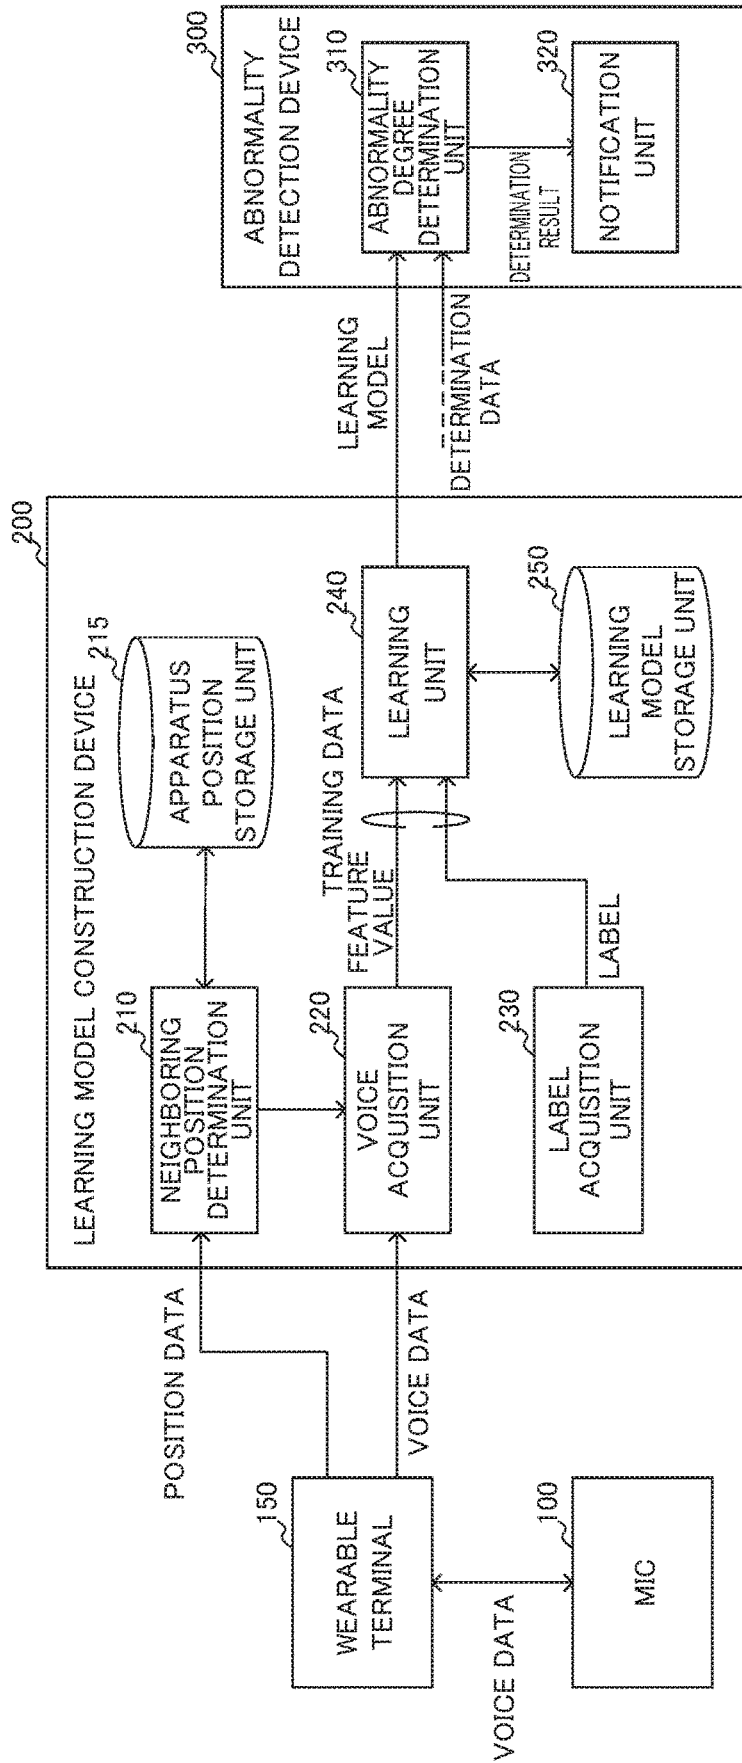 200
LEARNING MODEL CONSTRUCTION DEVICE
POSITION DATA
210
NEIGHBORING
POSITION
DETERMINATION
UNIT
215
APPARATUS
POSITION
STORAGE UNIT
150
WEARABLE
TERMINAL
VOICE DATA
220
VOICE
ACQUISITION
UNIT
TRAINING DATA
FEATURE
VALUE
240
LEARNING
UNIT
VOICE DATA
100
MIC
230
LABEL
ACQUISITION
UNIT
LABEL
250
LEARNING
MODEL
STORAGE UNIT
LEARNING
MODEL
DETERMINATION
DATA
300
ABNORMALITY
DETECTION DEVICE
310
ABNORMALITY
DEGREE
DETERMINATION
UNIT
DETERMINATION
RESULT
320
NOTIFICATION
UNIT